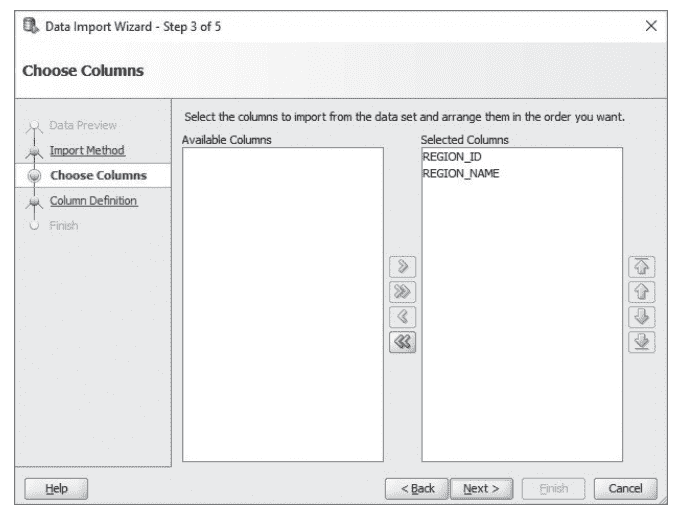 Data Import Wizard - Step 3 of 5
Choose Columns
Data Preview
Import Method
Choose Columns
Column Definition
Finish
Select the columns to import from the data set and arrange them in the order you want.
Available Columns
Selected Columns
REGION_ID
REGION_NAME
Help
< Back
Next >
Finish
Cancel